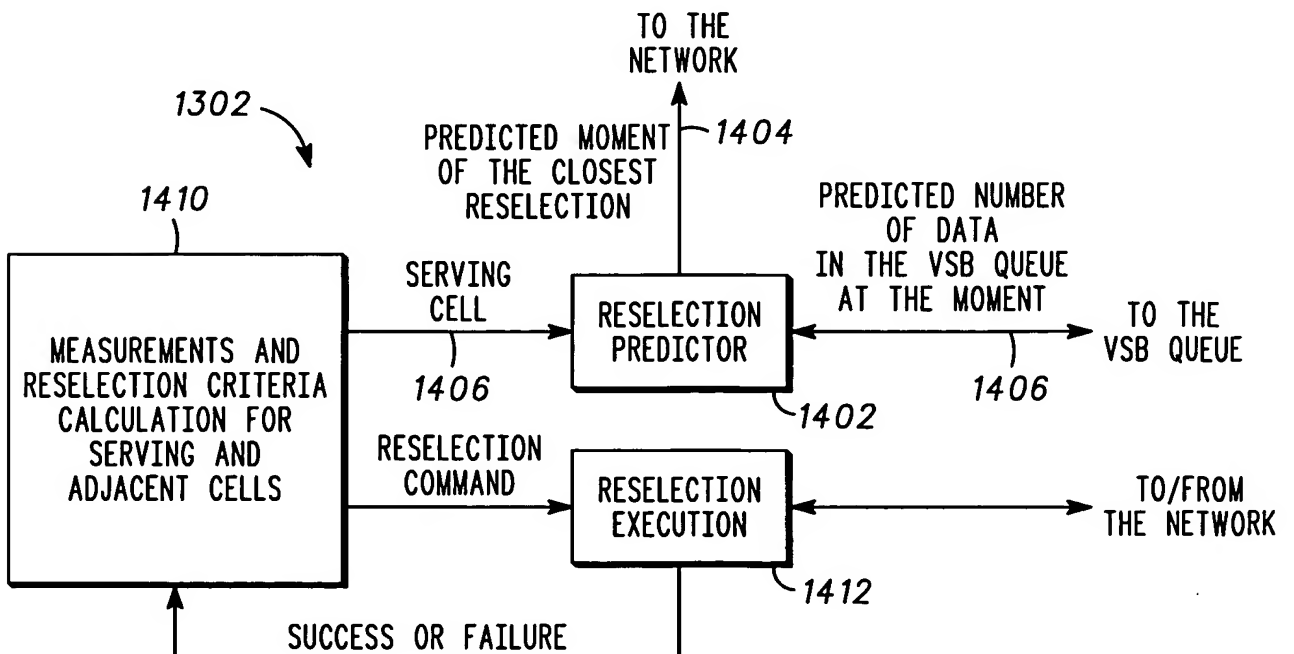 TO THE
NETWORK
1302
PREDICTED MOMENT
OF THE CLOSEST
RESELECTION
1404
1410
PREDICTED NUMBER
OF DATA
IN THE VSB QUEUE
AT THE MOMENT
SERVING
CELL
1406
RESELECTION
PREDICTOR
1402
1406
TO THE
VSB QUEUE
MEASUREMENTS AND
RESELECTION CRITERIA
CALCULATION FOR
SERVING AND
ADJACENT CELLS
RESELECTION
COMMAND
RESELECTION
EXECUTION
1412
TO/FROM
THE NETWORK
SUCCESS OR FAILURE